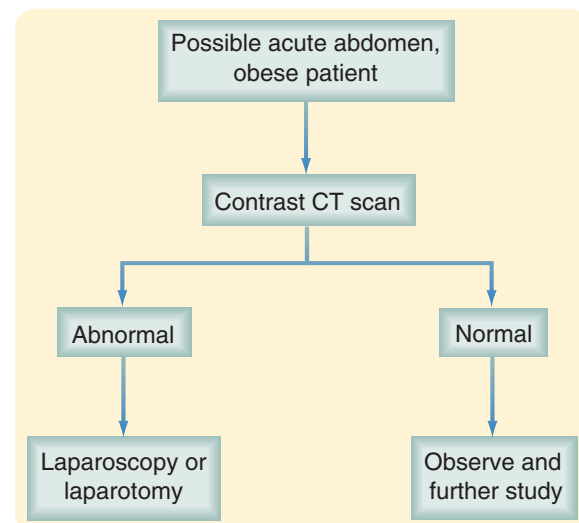 Possible acute abdomen,
obese patient
Contrast CT scan
Abnormal
Normal
Laparoscopy or
laparotomy
Observe and
further study